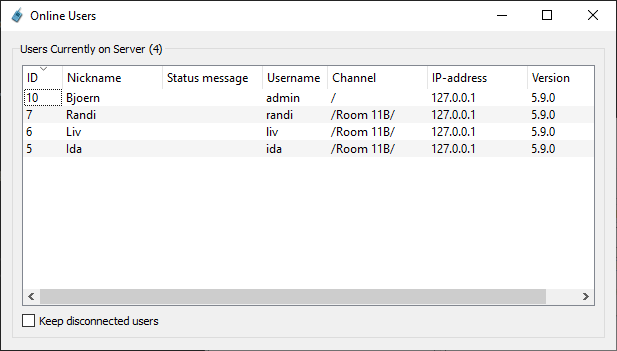 Online Users
Users Currently on Server (4)
ID Nickname Status message Username Channel IP-address Version
10 Bjoern admin / 127.0.0.1 5.9.0
7 Randi randi /Room 11B/ 127.0.0.1 5.9.0
6 Liv liv /Room 11B/ 127.0.0.1 5.9.0
5 Ida ida /Room 11B/ 127.0.0.1 5.9.0
Keep disconnected users